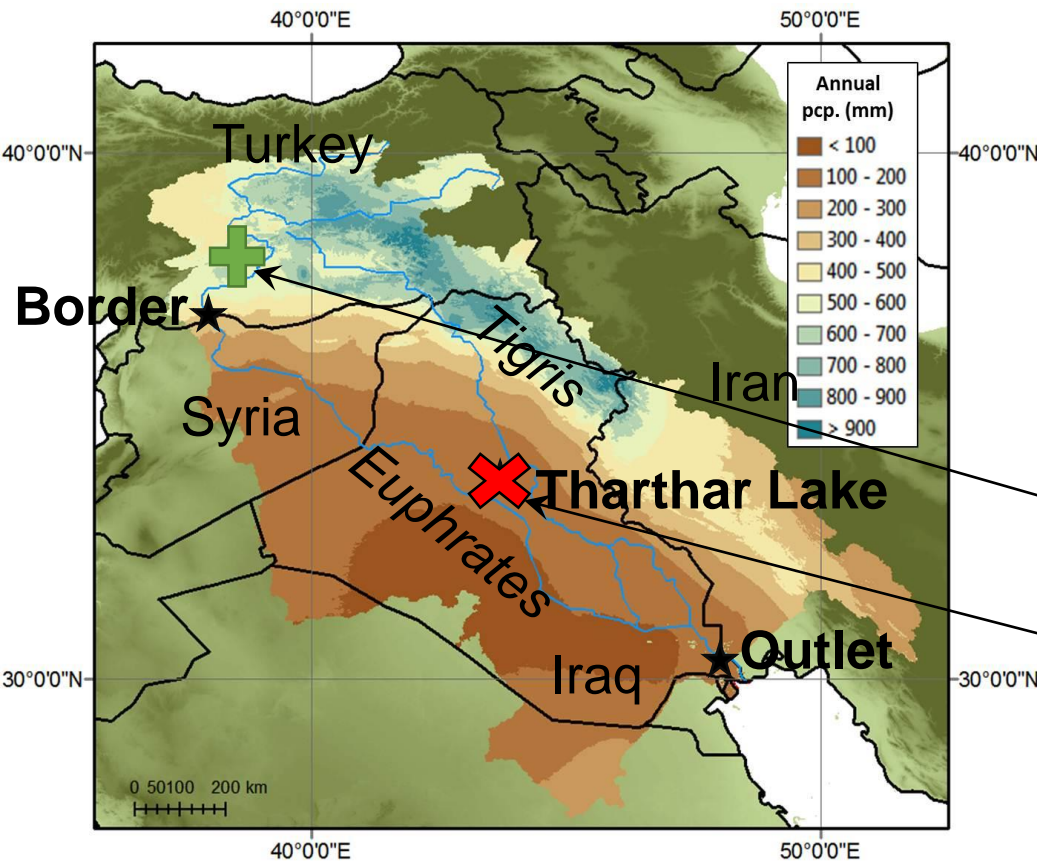 40°0'0"E
50°0'0"E
Annual
pcp. (mm)
< 100
100 - 200
200 - 300
300 - 400
400 - 500
500 - 600
600 - 700
700 - 800
800 - 900
> 900
40°0'0"N
40°0'0"N
Turkey
Border
Tigris
Iran
Syria
Tharthar Lake
Euphrates
Outlet
Iraq
30°0'0"N
30°0'0"N
0 50100 200 km
40°0'0"E
50°0'0"E